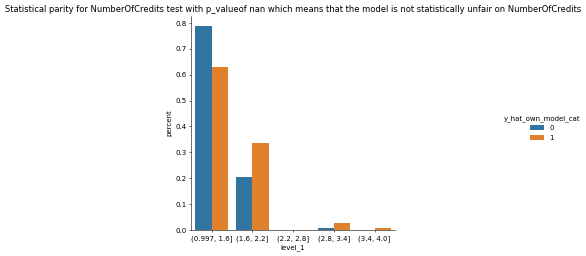 Statistical parity for NumberOfCredits test with p_valueof nan which means that the model is not statistically unfair on NumberOfCredits
0.8
0.7
0.6
0.5
0.4
0.3
0.2
0.1
0.0
percent
(0.997, 1.6] (1.6, 2.2] (2.2, 2.8] (2.8, 3.4] (3.4, 4.0]
level_1
y_hat_own_model_cat
0
1